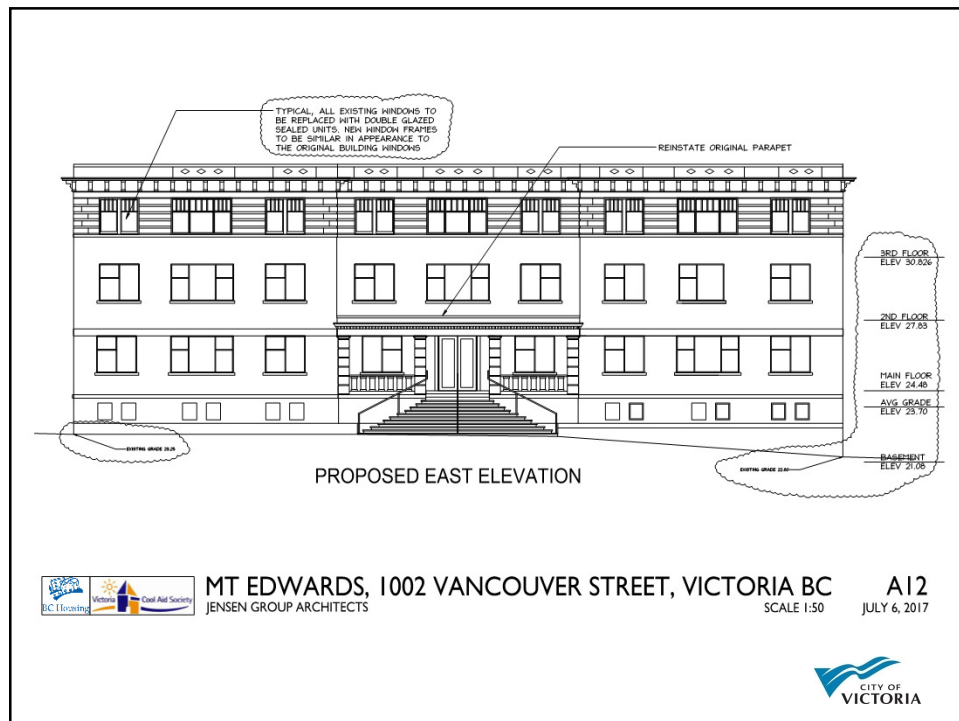 TYPICAL, ALL EXISTING WINDOWS TO
BE REPLACED WITH DOUBLE GLAZED
SEALED UNITS. NEW WINDOW FRAMES
TO BE SIMILAR IN APPEARANCE TO
THE ORIGINAL BUILDING WINDOWS
REINSTATE ORIGINAL PARAPET
3RD FLOOR
ELEV 30.826
2ND FLOOR
ELEV 27.83
MAIN FLOOR
ELEV 24.48
AVG GRADE
ELEV 23.70
BASEMENT
ELEV 21.08
EXISTING GRADE
EXISTING GRADE
PROPOSED EAST ELEVATION
BC Housing
Victoria Cool Aid Society
MT EDWARDS, 1002 VANCOUVER STREET, VICTORIA BC A12
JENSEN GROUP ARCHITECTS SCALE 1:50 JULY 6, 2017
CITY OF
VICTORIA